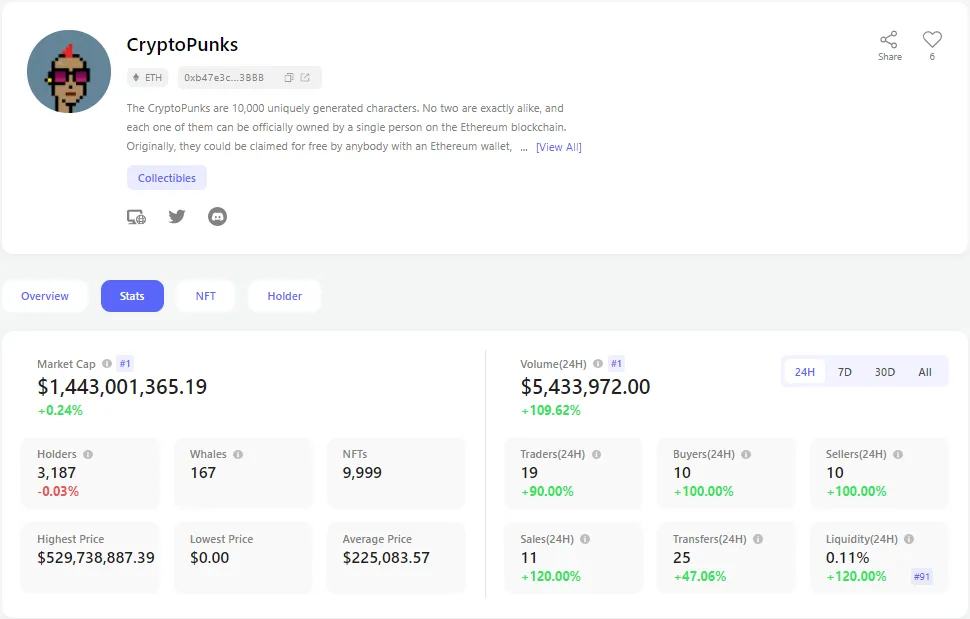 CryptoPunks
Share
6
ETH
0xb47e3c...3BBB
The CryptoPunks are 10,000 uniquely generated characters. No two are exactly alike, and
each one of them can be officially owned by a single person on the Ethereum blockchain.
Originally, they could be claimed for free by anybody with an Ethereum wallet, ... [View All]
Collectibles
Overview
Stats
NFT
Holder
Market Cap #1
$1,443,001,365.19
+0.24%
Holders
3,187
-0.03%
Whales
167
NFTs
9,999
Highest Price
$529,738,887.39
Lowest Price
$0.00
Average Price
$225,083.57
Volume(24H) #1
$5,433,972.00
+109.62%
24H 7D 30D All
Traders(24H)
19
+90.00%
Buyers(24H)
10
+100.00%
Sellers(24H)
10
+100.00%
Sales(24H)
11
+120.00%
Transfers(24H)
25
+47.06%
Liquidity(24H)
0.11%
+120.00% #91